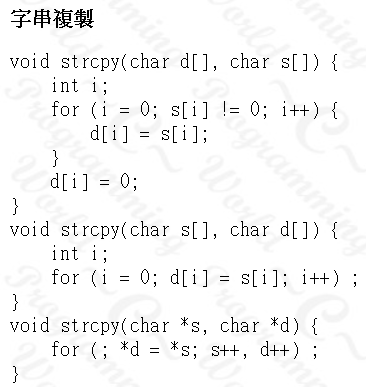 字串複製
void strcpy(char d[], char s[]) {
    int i;
    for (i = 0; s[i] != 0; i++) {
        d[i] = s[i];
    }
    d[i] = 0;
}
void strcpy(char s[], char d[]) {
    int i;
    for (i = 0; d[i] = s[i]; i++) ;
}
void strcpy(char *s, char *d) {
    for (; *d = *s; s++, d++) ;
}